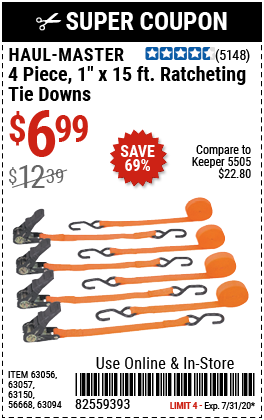 SUPER COUPON
HAUL-MASTER (5148)
4 Piece, 1" x 15 ft. Ratcheting
Tie Downs
$6.99
$12.39
SAVE
69%
Compare to
Keeper 5505
$22.80
ITEM 63056,
63057,
63150,
56668, 63094
Use Online & In-Store
82559393
LIMIT 4 - Exp. 7/31/20*